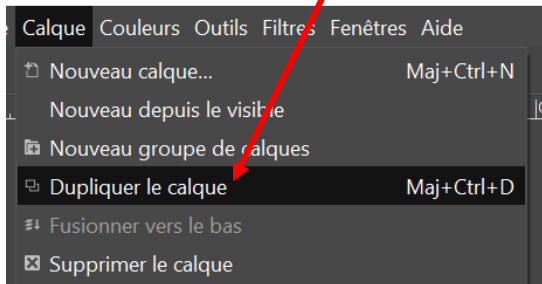 Calque Couleurs Outils Filtres Fenêtres Aide
Nouveau calque... Maj+Ctrl+N
Nouveau depuis le visible
Nouveau groupe de calques
Dupliquer le calque Maj+Ctrl+D
Fusionner vers le bas
Supprimer le calque